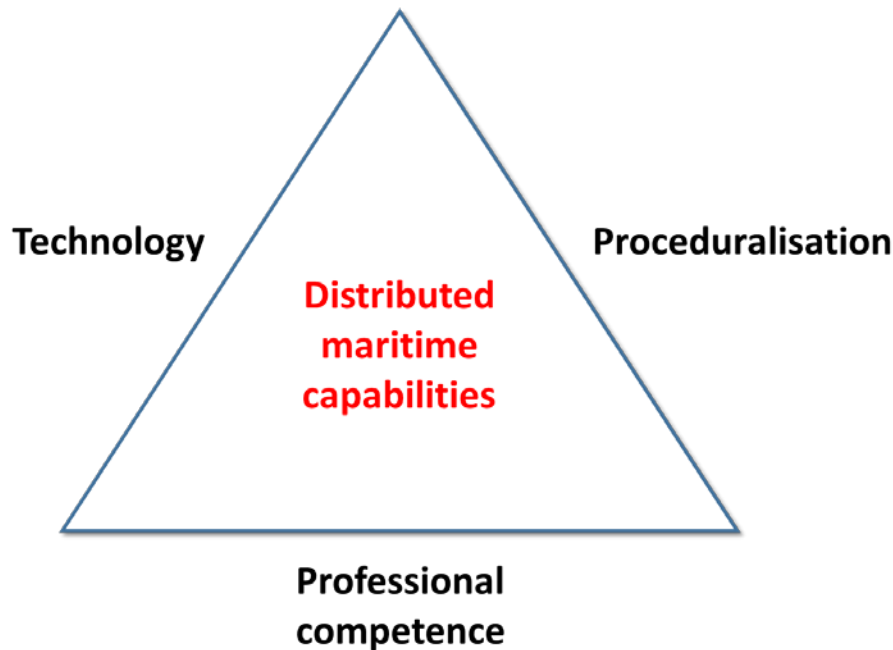 Technology
Proceduralisation
Distributed
maritime
capabilities
Professional
competence